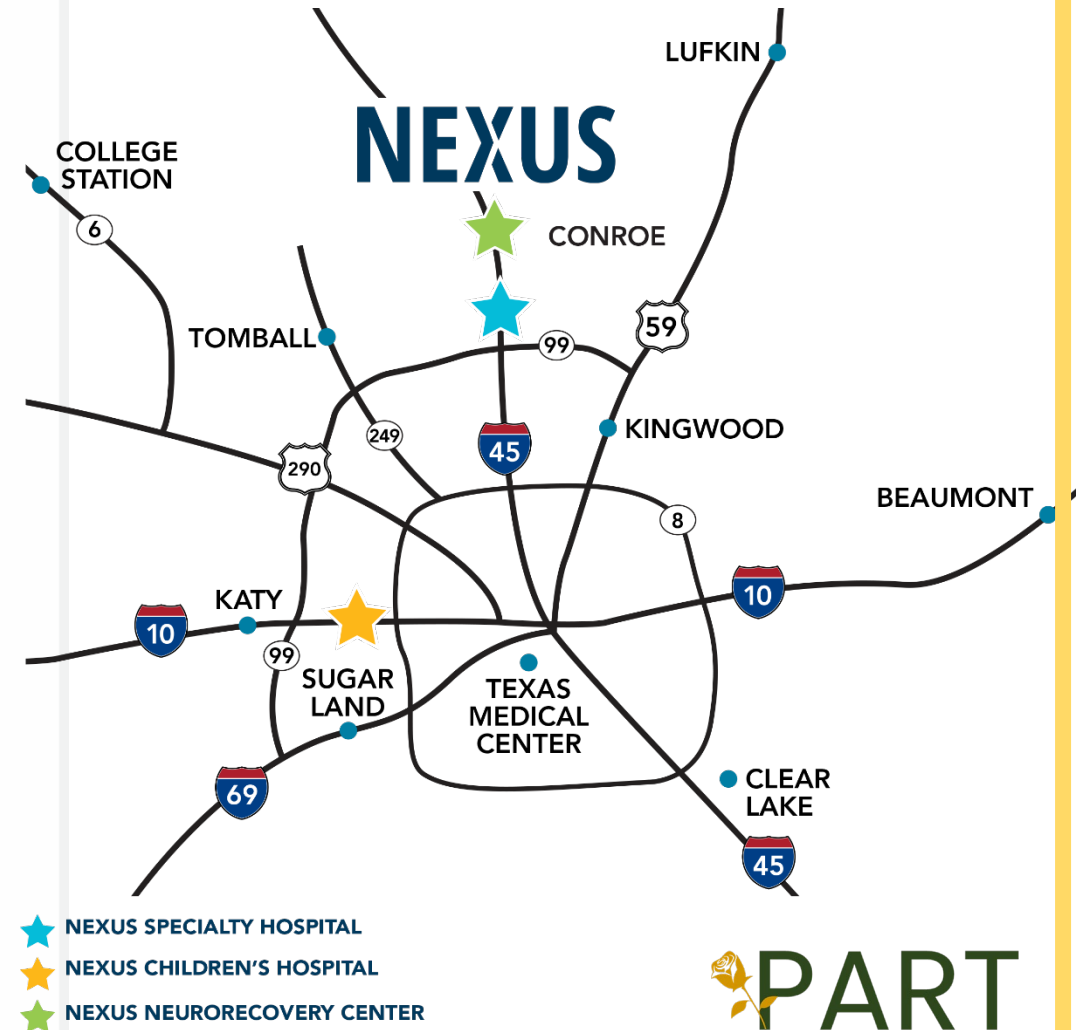 LUFKIN
NEXUS
COLLEGE
STATION
6
CONROE
59
TOMBALL
99
249
45
KINGWOOD
290
BEAUMONT
8
10
KATY
10
99
SUGAR
LAND
TEXAS
MEDICAL
CENTER
69
CLEAR
LAKE
45
NEXUS SPECIALTY HOSPITAL
NEXUS CHILDREN'S HOSPITAL
NEXUS NEURORECOVERY CENTER
PART